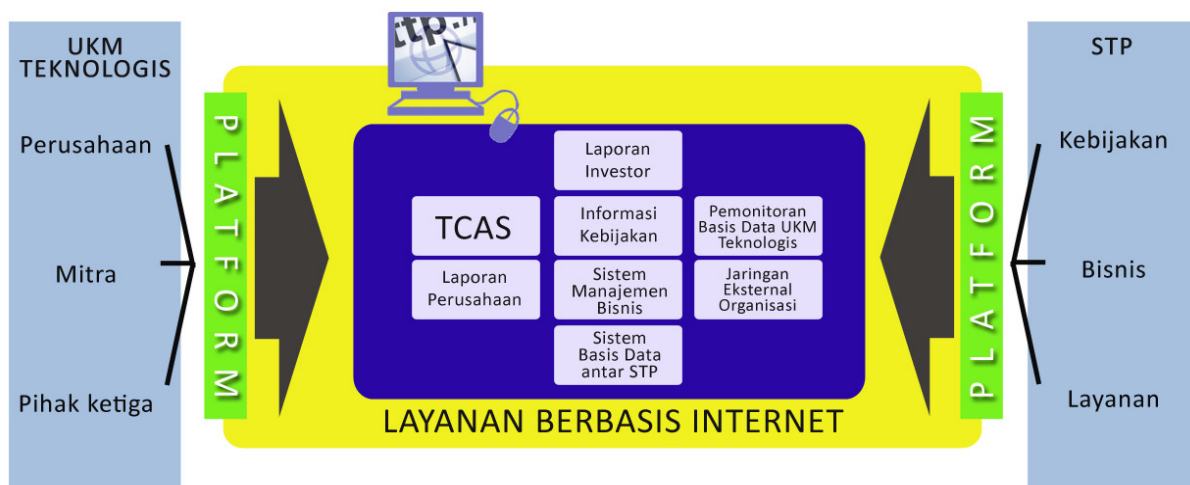 UKM
TEKNOLOGIS
Perusahaan
Mitra
Pihak ketiga
PLATFORM
ttp:/
Laporan
Investor
TCAS
Informasi
Kebijakan
Pemonitoran
Basis Data UKM
Teknologis
Laporan
Perusahaan
Sistem
Manajemen
Bisnis
Jaringan
Eksternal
Organisasi
Sistem
Basis Data
antar STP
LAYANAN BERBASIS INTERNET
PLATFORM
STP
Kebijakan
Bisnis
Layanan